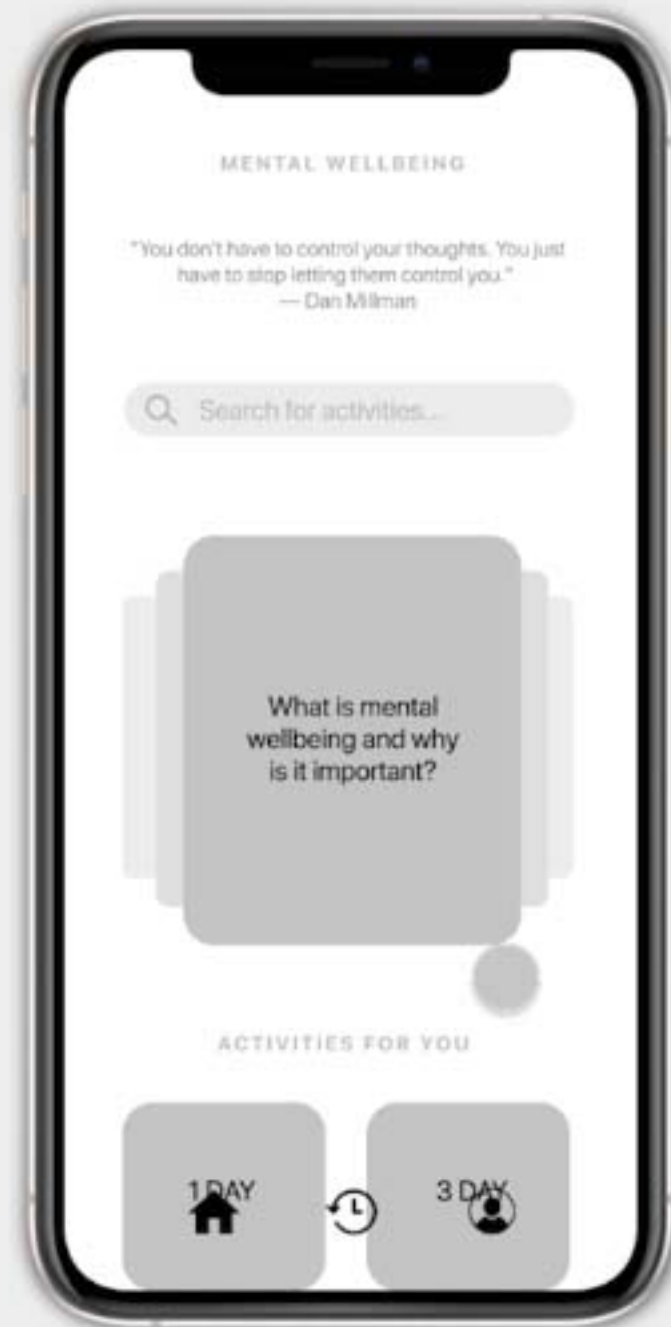 MENTAL WELLBEING
"You don't have to control your thoughts. You just
have to stop letting them control you."
— Dan Millman
Search for activities...
What is mental
wellbeing and why
is it important?
ACTIVITIES FOR YOU
1 DAY
3 DAY